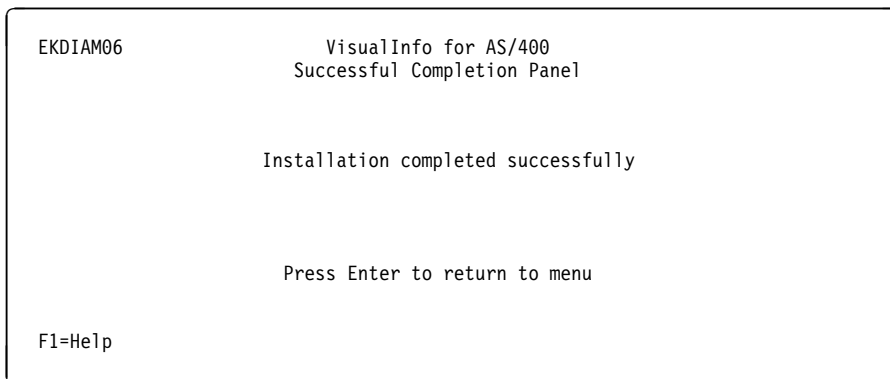 EKDIAM06 VisualInfo for AS/400
Successful Completion Panel
Installation completed successfully
Press Enter to return to menu
F1=Help